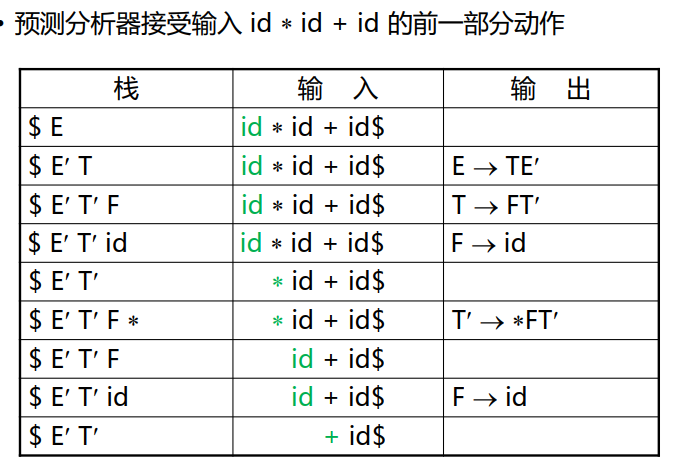 • 预测分析器接受输入 id * id + id 的前一部分动作
栈 输 入 输 出
$ E id * id + id$
$ E′ T id * id + id$ E → TE′
$ E′ T′ F id * id + id$ T → FT′
$ E′ T′ id id * id + id$ F → id
$ E′ T′ * id + id$
$ E′ T′ F * * id + id$ T′ → *FT′
$ E′ T′ F id + id$
$ E′ T′ id id + id$ F → id
$ E′ T′ + id$